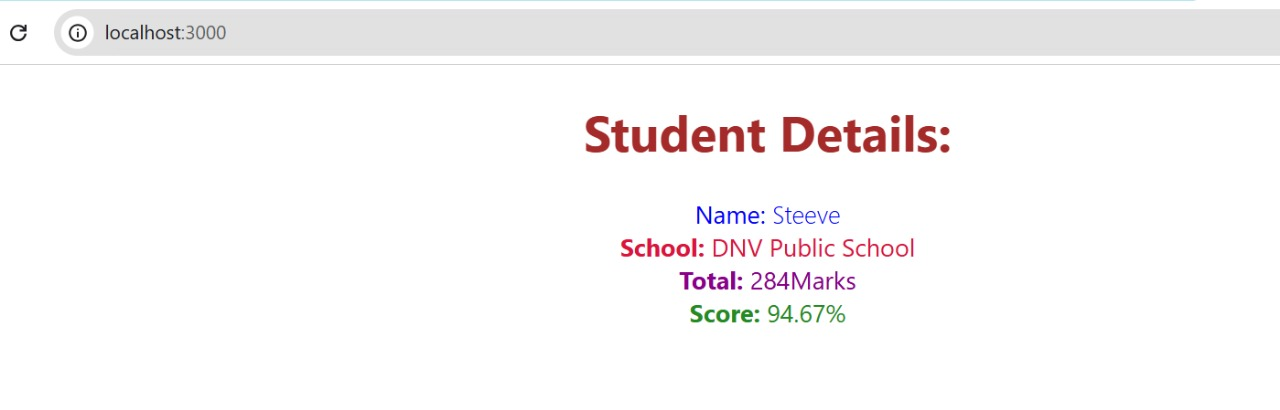 localhost:3000
Student Details:
Name: Steeve
School: DNV Public School
Total: 284Marks
Score: 94.67%